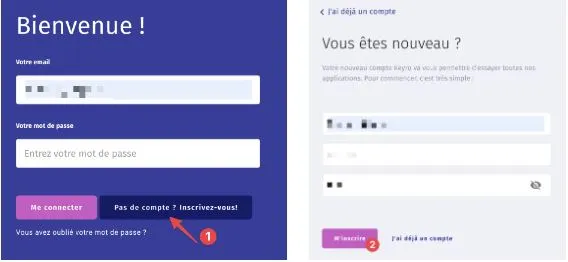 Bienvenue !
Votre email
Votre mot de passe
Entrez votre mot de passe
Me connecter
Pas de compte ? Inscrivez-vous!
1
Vous avez oublié votre mot de passe ?
J'ai déjà un compte
Vous êtes nouveau ?
Votre nouveau compte Keyro va vous permettre d'essayer toutes nos
applications. Pour commencer, c'est très simple :
M'inscrire
2
J'ai déjà un compte